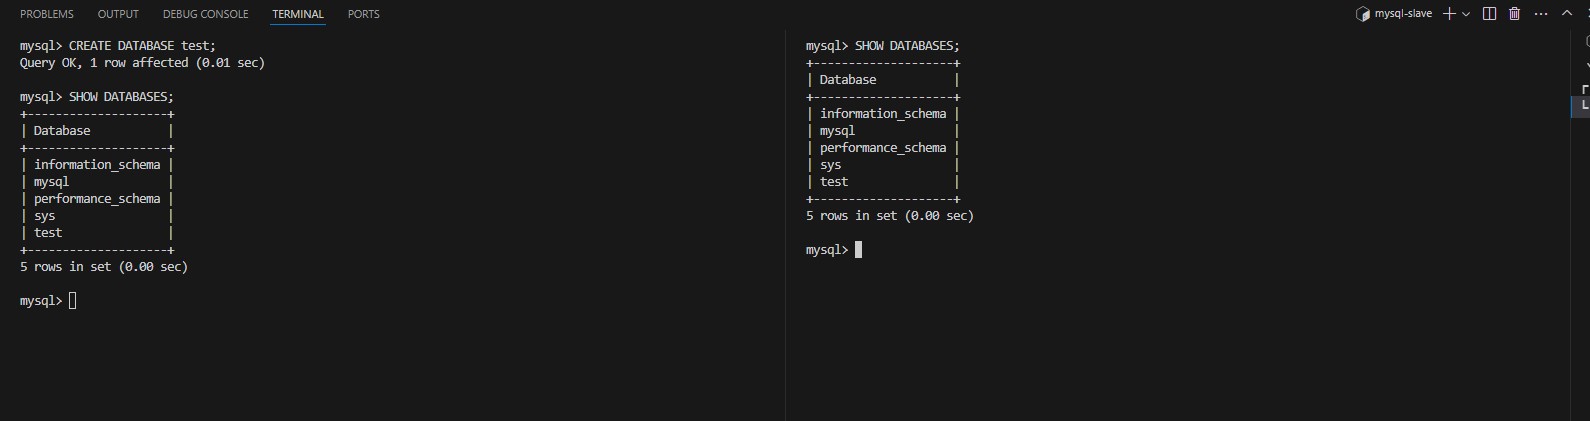 PROBLEMS OUTPUT DEBUG CONSOLE TERMINAL PORTS mysql-slave
mysql> CREATE DATABASE test;
Query OK, 1 row affected (0.01 sec)
mysql> SHOW DATABASES;
+--------------------+
| Database           |
+--------------------+
| information_schema |
| mysql              |
| performance_schema |
| sys                |
| test               |
+--------------------+
5 rows in set (0.00 sec)
mysql>
mysql> SHOW DATABASES;
+--------------------+
| Database           |
+--------------------+
| information_schema |
| mysql              |
| performance_schema |
| sys                |
| test               |
+--------------------+
5 rows in set (0.00 sec)
mysql>